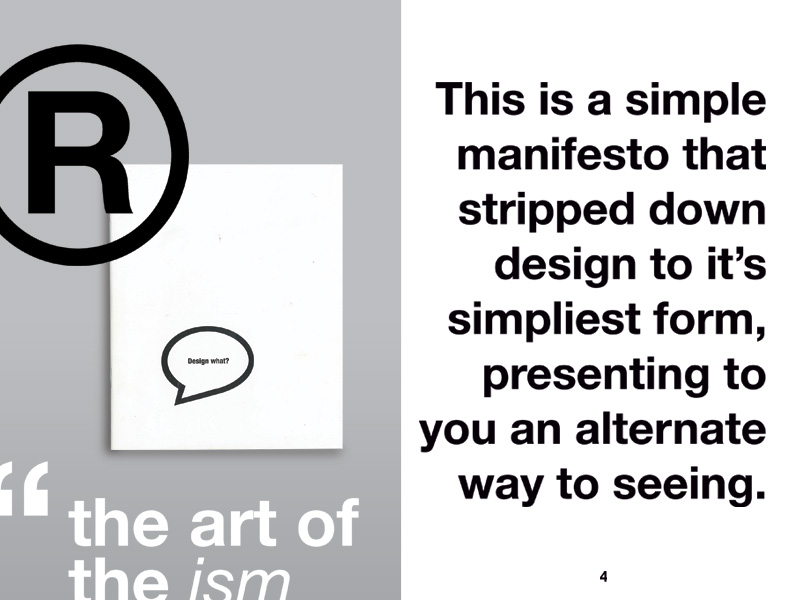 ®
Design what?
“
the art of
the ism
This is a simple
manifesto that
stripped down
design to it’s
simpliest form,
presenting to
you an alternate
way to seeing.
4